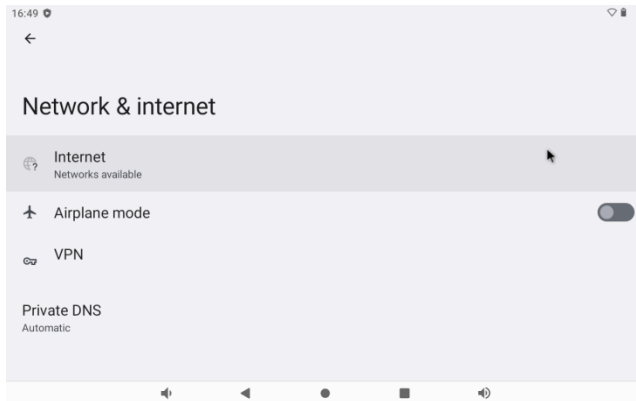 16:49
Network & internet
Internet
Networks available
Airplane mode
VPN
Private DNS
Automatic